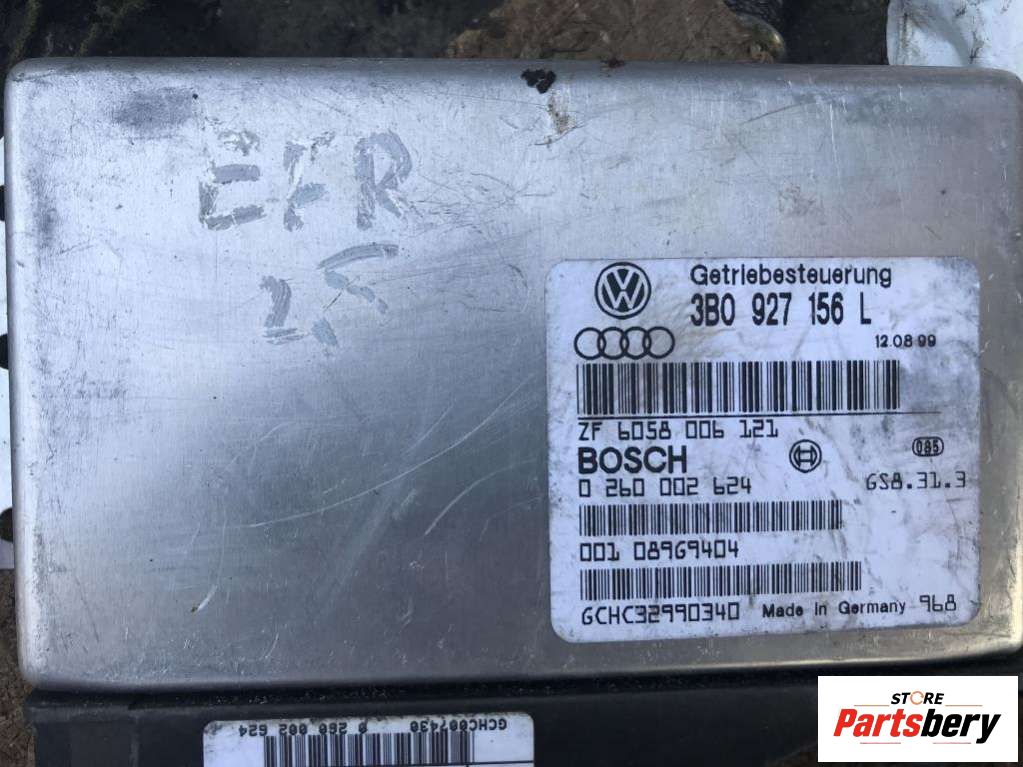 EFR
2,5
Getriebesteuerung
3B0 927 156 L
12.08.99
ZF 6058 006 121
BOSCH
085
0 260 002 624
GS8.31.3
001 08969404
GCHC32990340 Made in Germany 968
GCHC007430 0 260 002 624
STORE
Partsbery